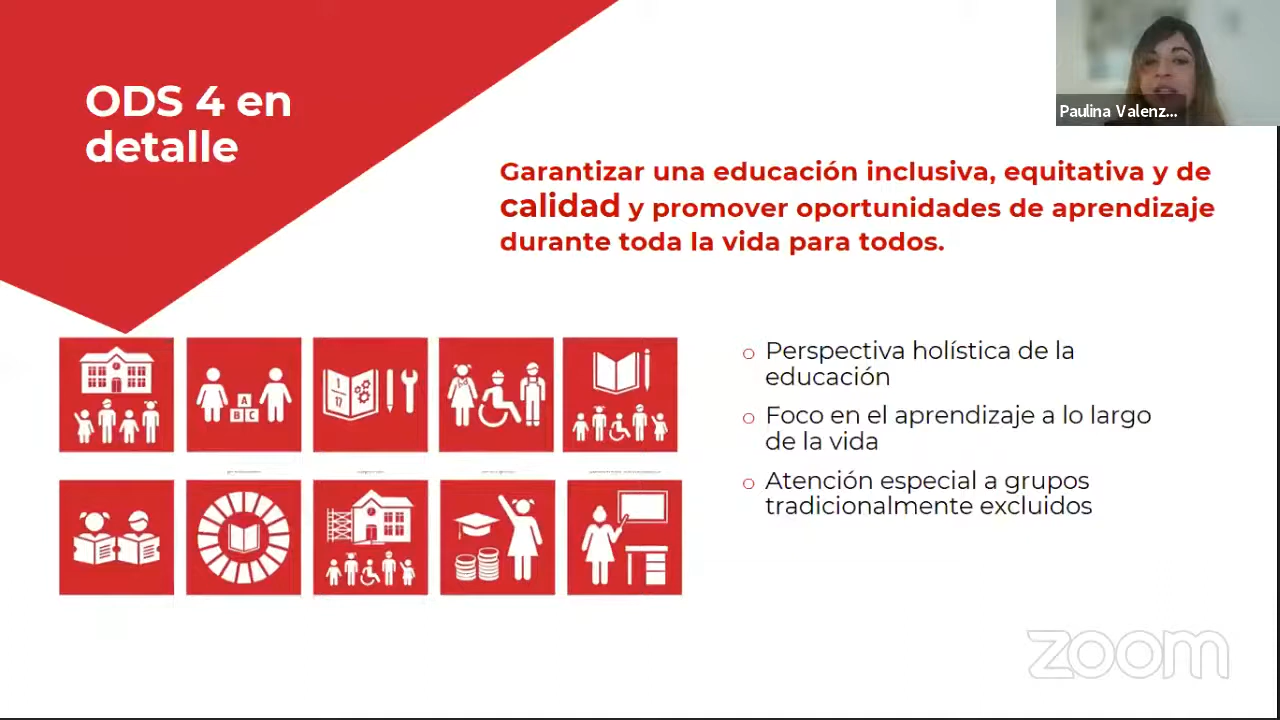 ODS 4 en
detalle
Paulina Valenz...
Garantizar una educación inclusiva, equitativa y de
calidad y promover oportunidades de aprendizaje
durante toda la vida para todos.
1
17
A
B C
Perspectiva holística de la
educación
Foco en el aprendizaje a lo largo
de la vida
Atención especial a grupos
tradicionalmente excluidos
zoom